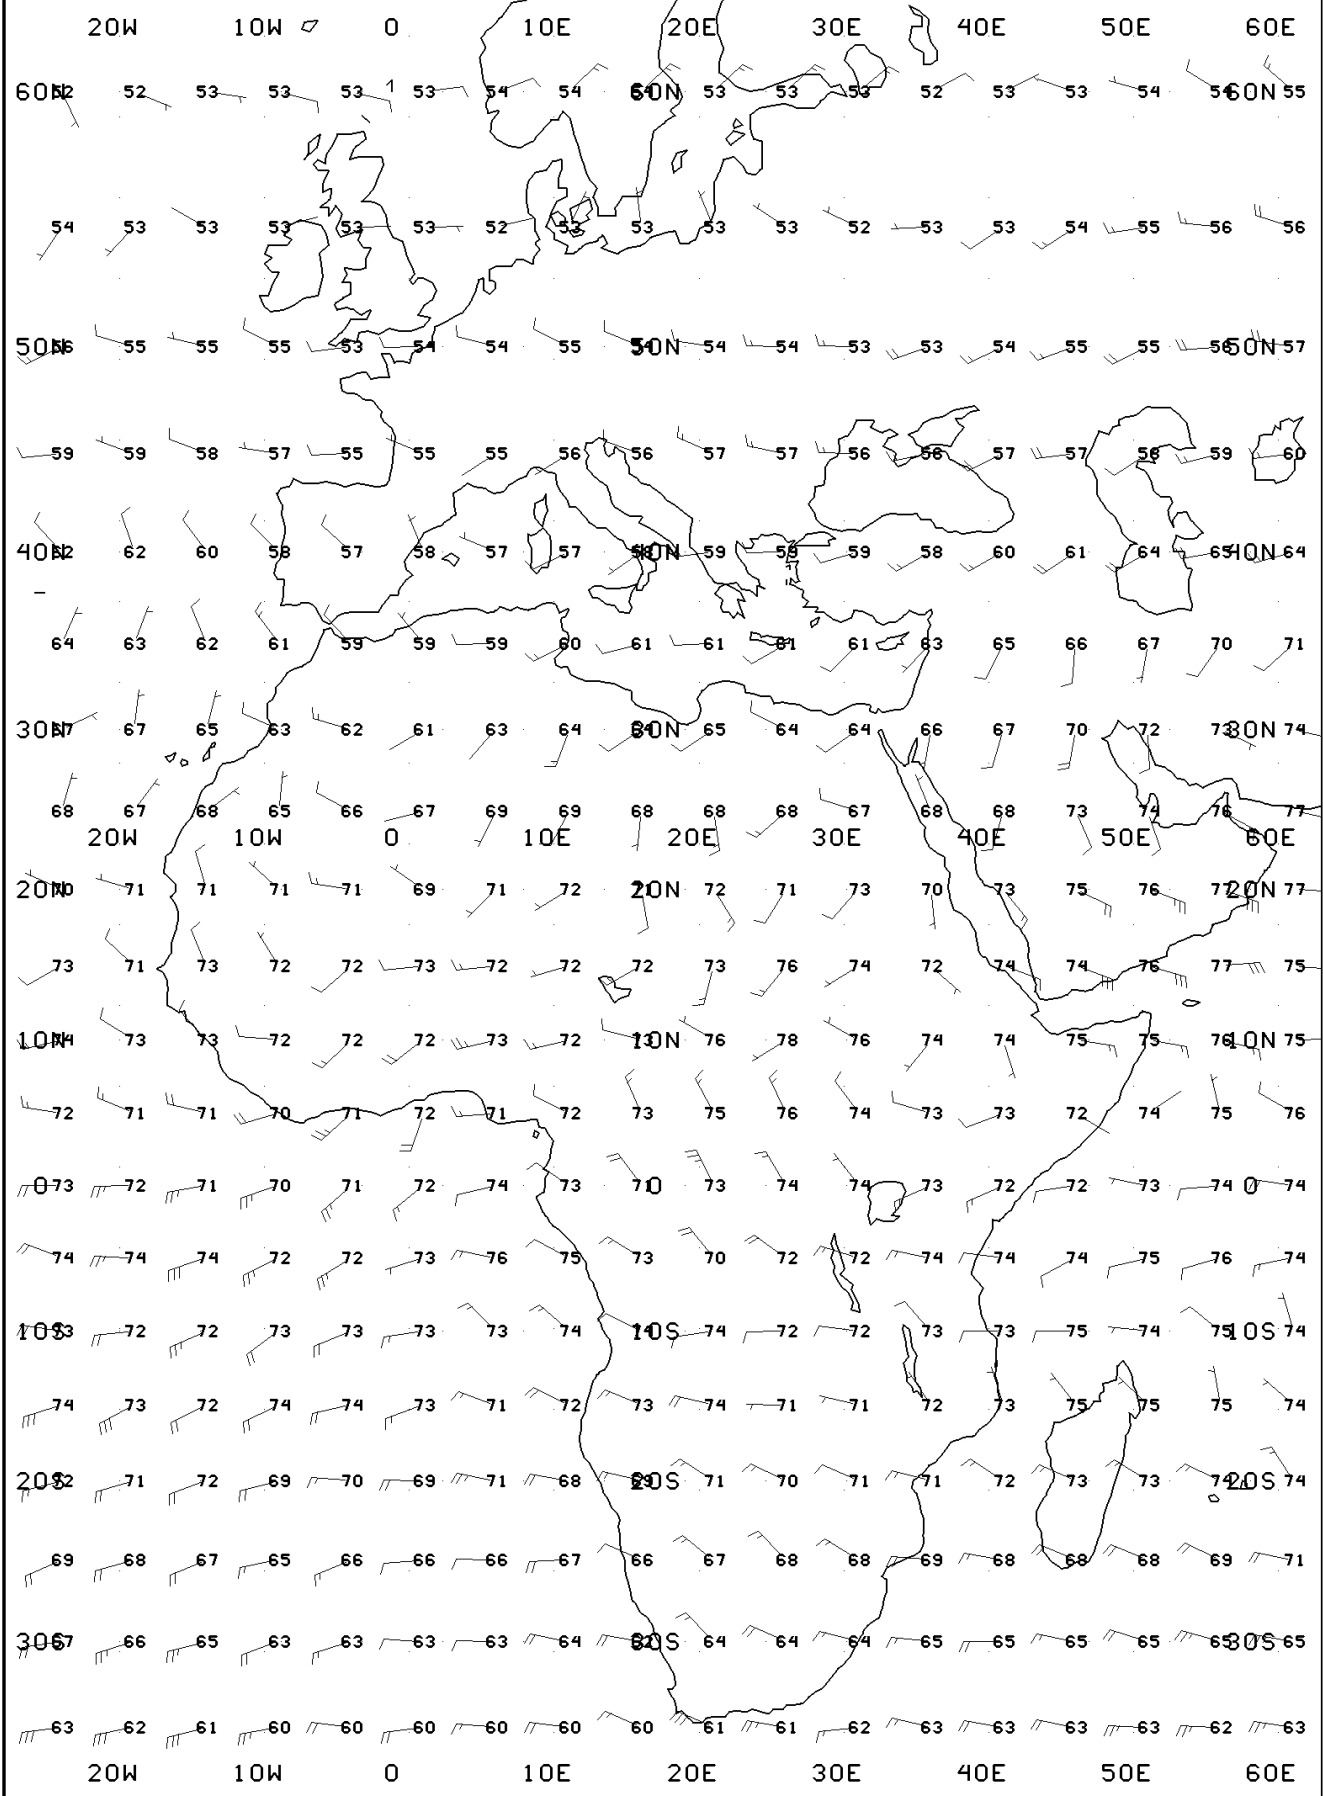 20W 10W 0 10E 20E 30E 40E 50E 60E
60N 52 53 53 53 1 53 54 54 60N 53 53 53 52 53 53 54 54 60N 55
54 53 53 53 53 53 52 53 53 53 53 52 53 53 54 55 56 56
50N 55 55 55 53 54 54 55 50N 54 54 53 53 54 55 55 56 50N 57
59 59 58 57 55 55 55 56 56 57 57 56 56 57 57 58 59 60
40N 62 60 58 57 58 57 57 40N 59 59 59 58 60 61 64 65 40N 64
64 63 62 61 59 59 59 60 61 61 61 61 63 65 66 67 70 71
30N 67 65 63 62 61 63 64 30N 65 64 64 66 67 70 72 73 30N 74
68 67 68 65 66 67 69 69 68 68 68 67 68 68 73 74 76 77
20W 10W 0 10E 20E 30E 40E 50E 60E
20N 70 71 71 71 71 69 71 72 20N 72 71 73 70 73 75 76 77 20N 77
73 71 73 72 72 73 72 72 72 73 76 74 72 74 74 76 77 75
10N 74 73 73 72 72 72 73 72 10N 76 78 76 74 74 75 75 76 10N 75
72 71 71 70 71 72 71 72 73 75 76 74 73 73 72 74 75 76
0 73 72 71 70 71 72 74 73 71 0 73 74 74 73 72 72 73 74 0 74
74 74 74 72 72 73 76 75 73 70 72 72 74 74 74 75 76 74
10S 73 72 72 73 73 73 73 74 10S 74 72 72 73 73 75 74 75 10S 74
74 73 72 74 74 73 71 72 73 74 71 71 72 73 75 75 75 74
20S 71 72 69 70 69 71 68 20S 71 70 71 71 72 73 73 74 20S 74
69 68 67 65 66 66 66 67 66 67 68 68 69 68 68 68 69 71
30S 67 66 65 63 63 63 63 64 30S 64 64 64 65 65 65 65 65 30S 65
63 62 61 60 60 60 60 60 60 61 61 62 63 63 63 63 62 63
20W 10W 0 10E 20E 30E 40E 50E 60E